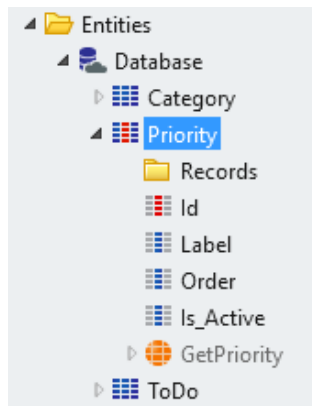 Entities
Database
Category
Priority
Records
Id
Label
Order
Is_Active
GetPriority
ToDo